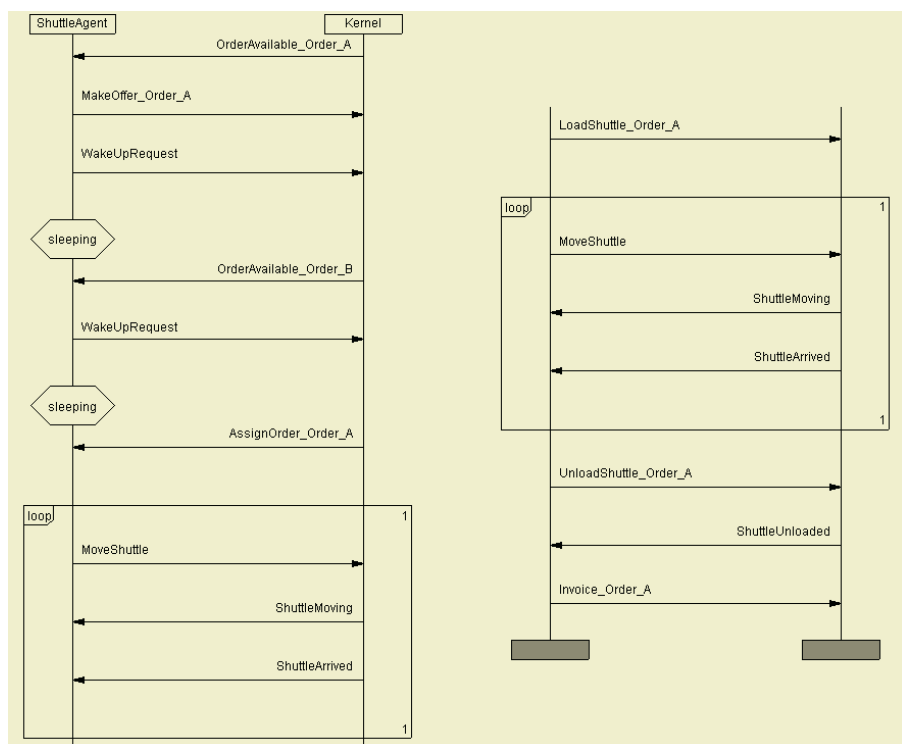 ShuttleAgent
Kernel
OrderAvailable_Order_A
MakeOffer_Order_A
WakeUpRequest
sleeping
OrderAvailable_Order_B
WakeUpRequest
sleeping
AssignOrder_Order_A
loop
1
MoveShuttle
ShuttleMoving
ShuttleArrived
1
LoadShuttle_Order_A
loop
1
MoveShuttle
ShuttleMoving
ShuttleArrived
1
UnloadShuttle_Order_A
ShuttleUnloaded
Invoice_Order_A